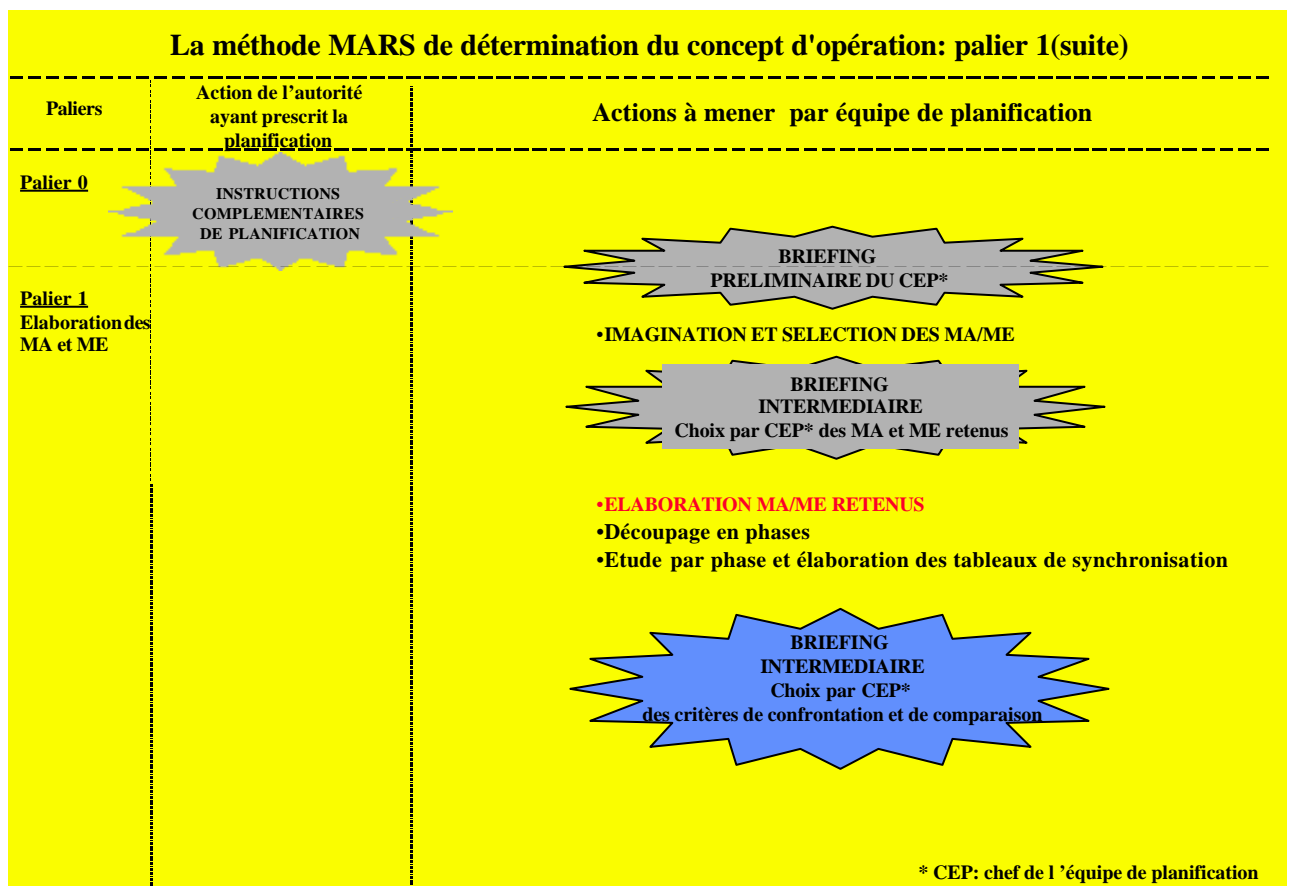 La méthode MARS de détermination du concept d'opération: palier 1(suite)
Paliers
Action de l’autorité
ayant prescrit la
planification
Actions à mener par équipe de planification
Palier 0
INSTRUCTIONS
COMPLEMENTAIRES
DE PLANIFICATION
BRIEFING
PRELIMINAIRE DU CEP*
Palier 1
Elaboration des
MA et ME
•IMAGINATION ET SELECTION DES MA/ME
BRIEFING
INTERMEDIAIRE
Choix par CEP* des MA et ME retenus
•ELABORATION MA/ME RETENUS
•Découpage en phases
•Etude par phase et élaboration des tableaux de synchronisation
BRIEFING
INTERMEDIAIRE
Choix par CEP*
des critères de confrontation et de comparaison
* CEP: chef de l ’équipe de planification